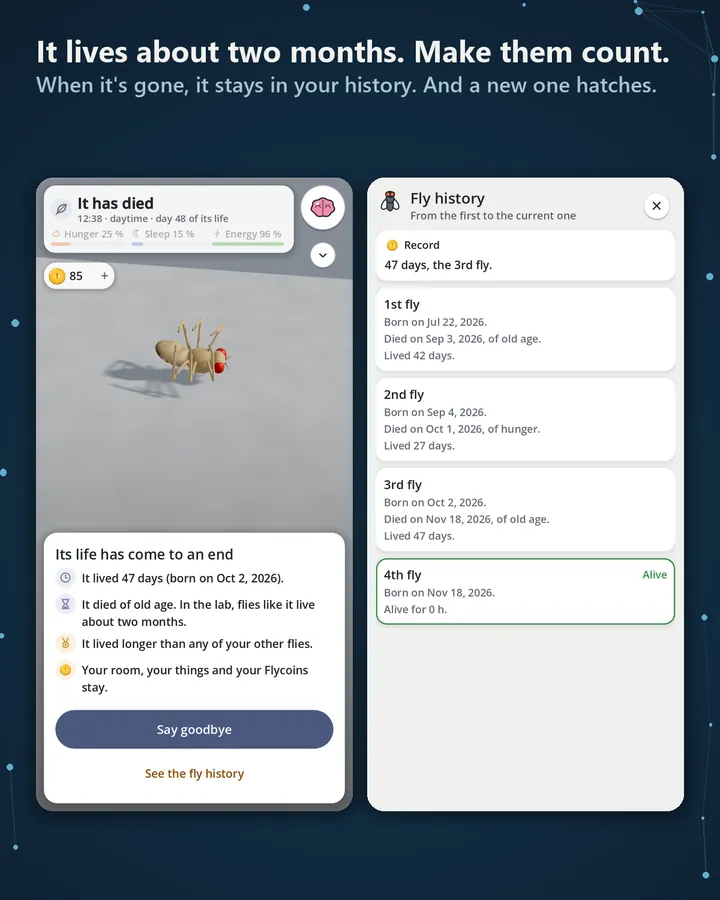 It lives about two months. Make them count.
When it's gone, it stays in your history. And a new one hatches.
It has died
12:38 · daytime · day 48 of its life
Hunger 25 %
Sleep 15 %
Energy 96 %
85 +
Its life has come to an end
It lived 47 days (born on Oct 2, 2026).
It died of old age. In the lab, flies like it live
about two months.
It lived longer than any of your other flies.
Your room, your things and your Flycoins
stay.
Say goodbye
See the fly history
Fly history
From the first to the current one
Record
47 days, the 3rd fly.
1st fly
Born on Jul 22, 2026.
Died on Sep 3, 2026, of old age.
Lived 42 days.
2nd fly
Born on Sep 4, 2026.
Died on Oct 1, 2026, of hunger.
Lived 27 days.
3rd fly
Born on Oct 2, 2026.
Died on Nov 18, 2026, of old age.
Lived 47 days.
4th fly
Alive
Born on Nov 18, 2026.
Alive for 0 h.